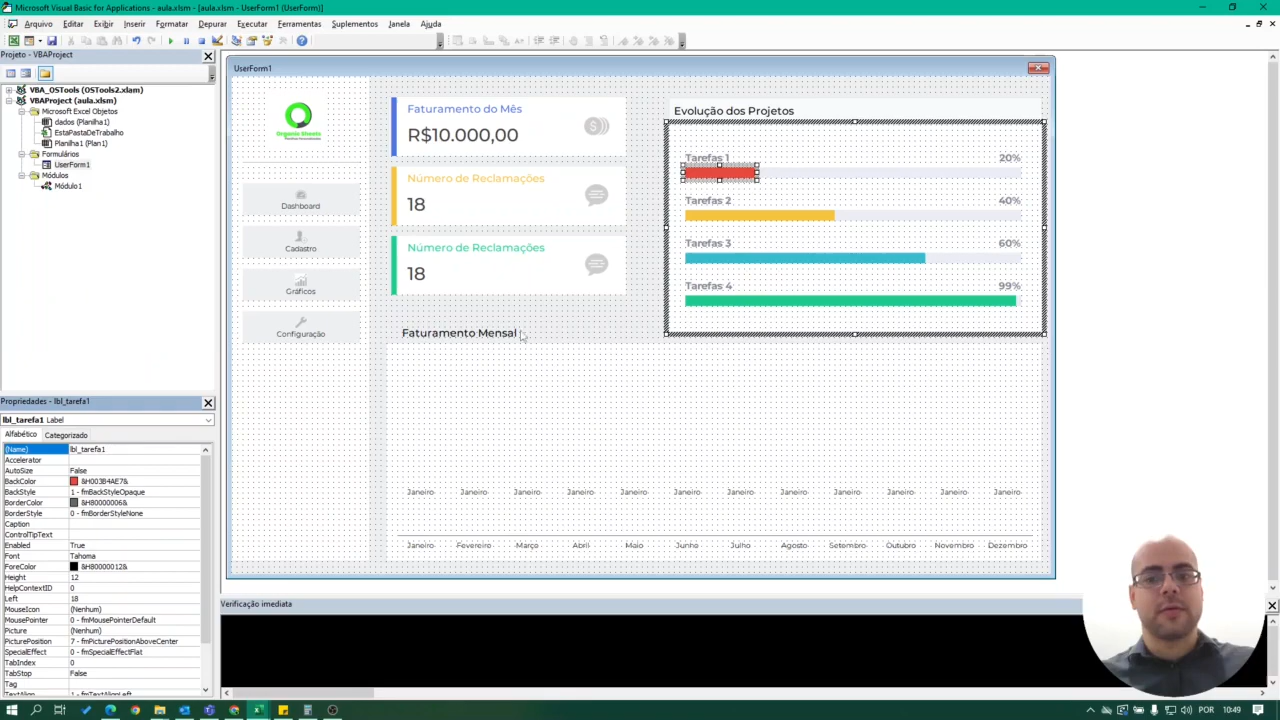 Microsoft Visual Basic for Applications - aula.xlsm - [aula.xlsm - UserForm1 (UserForm)]
Arquivo Editar Exibir Inserir Formatar Depurar Executar Ferramentas Suplementos Janela Ajuda
Projeto - VBAProject
VBA_OSTools (OSTools2.xlam)
VBAProject (aula.xlsm)
Microsoft Excel Objetos
dados (Planilha1)
EstaPastaDeTrabalho
Planilha1 (Plan1)
Formulários
UserForm1
Módulos
Módulo1
Propriedades - lbl_tarefa1
lbl_tarefa1 Label
Alfabético Categorizado
(Name) lbl_tarefa1
Accelerator
AutoSize False
BackColor &H003B4AE7&
BackStyle 1 - fmBackStyleOpaque
BorderColor &H80000006&
BorderStyle 0 - fmBorderStyleNone
Caption
ControlTipText
Enabled True
Font Tahoma
ForeColor &H80000012&
Height 12
HelpContextID 0
Left 18
MouseIcon (Nenhum)
MousePointer 0 - fmMousePointerDefault
Picture (Nenhum)
PicturePosition 7 - fmPicturePositionAboveCenter
SpecialEffect 0 - fmSpecialEffectFlat
TabIndex 0
TabStop False
Tag
TextAlign 1 - fmTextAlignLeft
UserForm1
Organic Sheets
Dashboard
Cadastro
Gráficos
Configuração
Faturamento do Mês
R$10.000,00
Número de Reclamações
18
Número de Reclamações
18
Evolução dos Projetos
Tarefas 1 20%
Tarefas 2 40%
Tarefas 3 60%
Tarefas 4 99%
Faturamento Mensal
Janeiro Janeiro Janeiro Janeiro Janeiro Janeiro Janeiro Janeiro Janeiro Janeiro Janeiro Janeiro
Janeiro Fevereiro Março Abril Maio Junho Julho Agosto Setembro Outubro Novembro Dezembro
Verificação imediata
POR 10:49